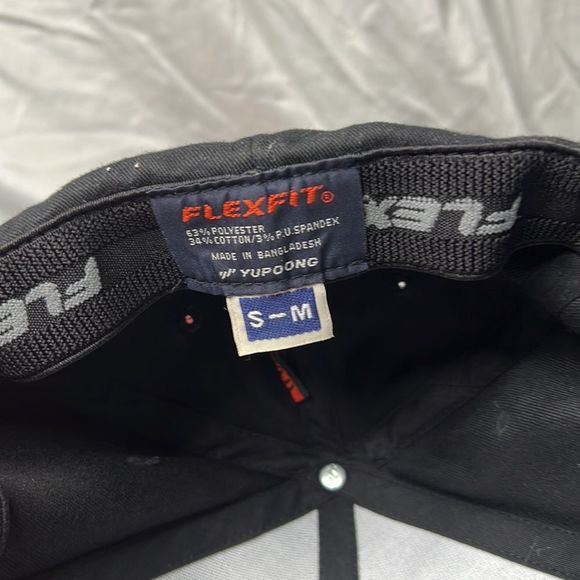 FLEXFIT®
63% POLYESTER
34% COTTON/3% P.U.SPANDEX
MADE IN BANGLADESH
YUPOONG
S-M
FLEX
FLE